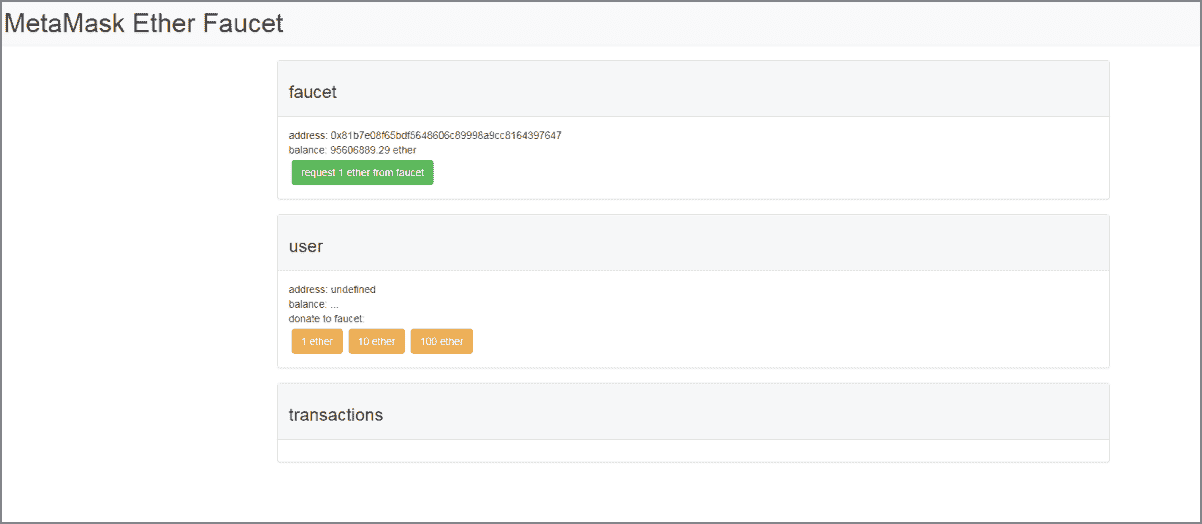 MetaMask Ether Faucet
faucet
address: 0x81b7e08f65bdf5648606c89998a9cc8164397647
balance: 95606889.29 ether
request 1 ether from faucet
user
address: undefined
balance: ...
donate to faucet:
1 ether 10 ether 100 ether
transactions